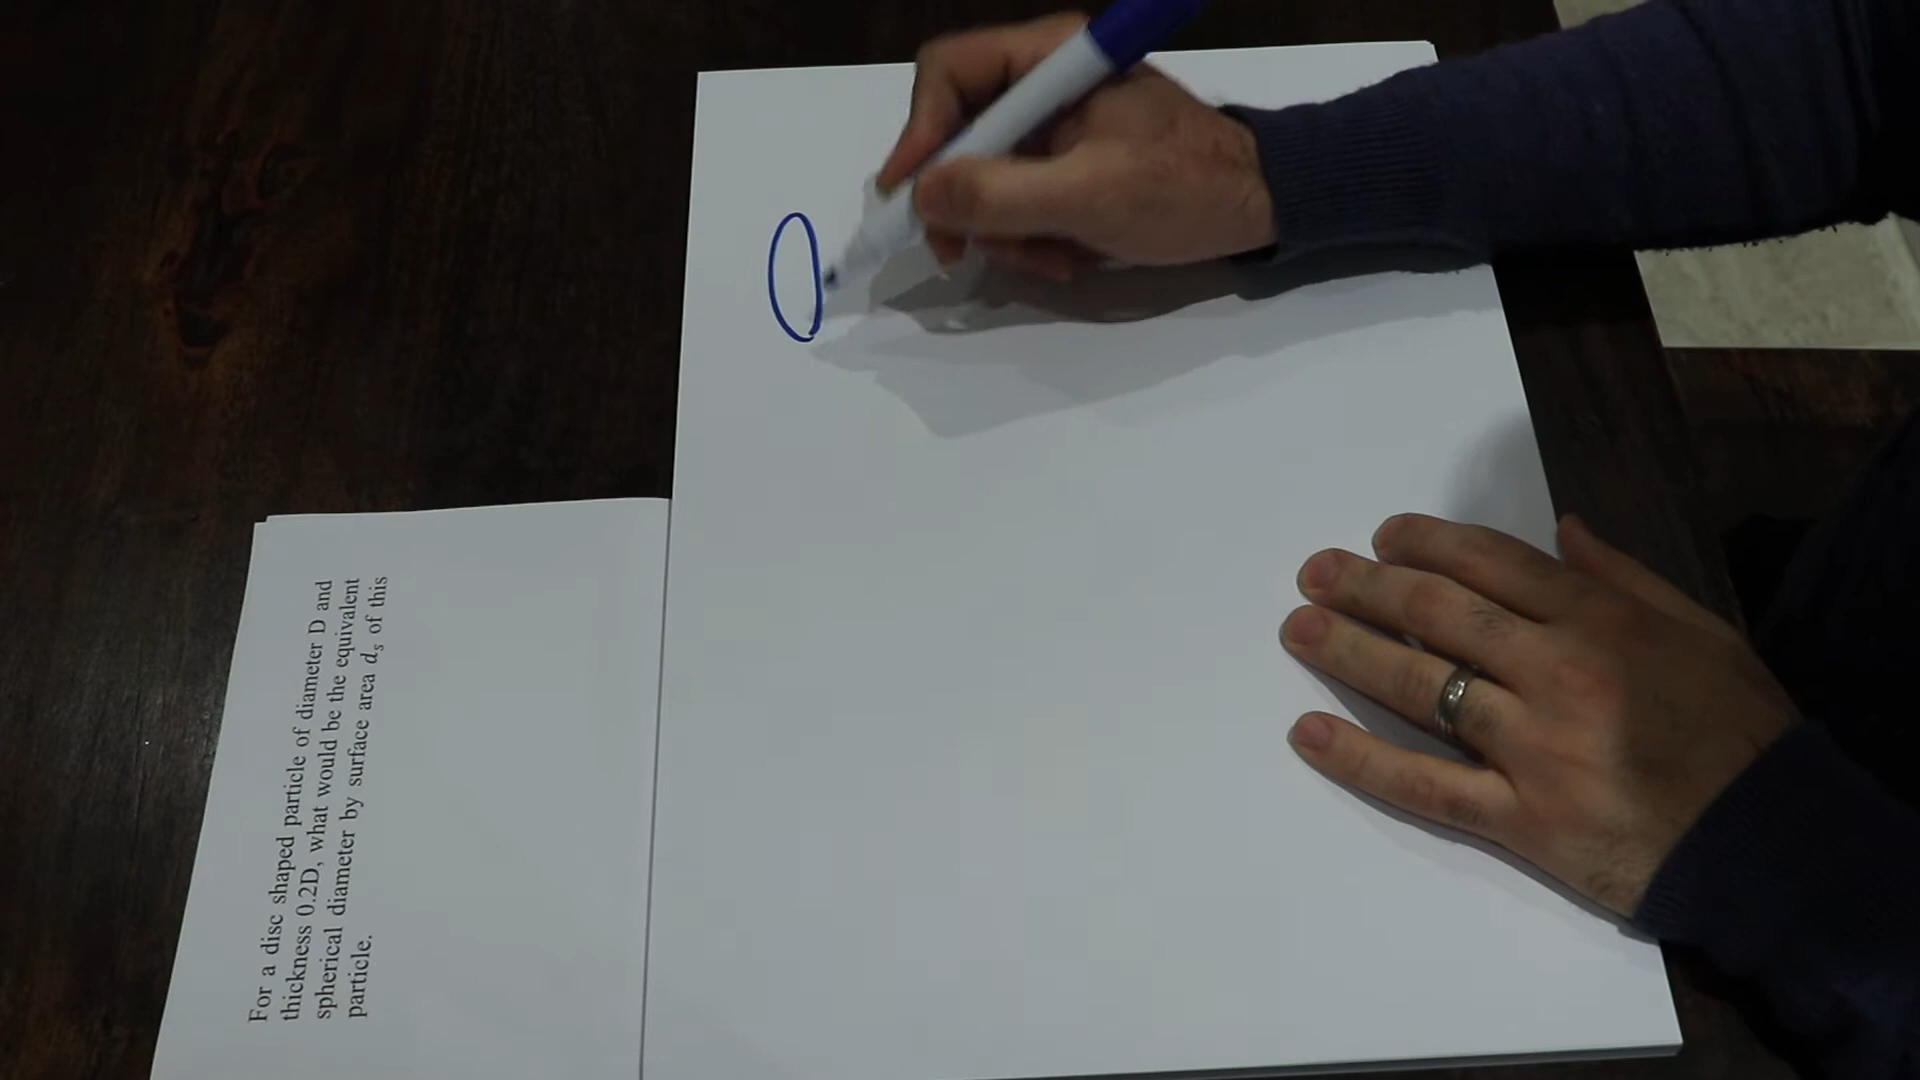 For a disc shaped particle of diameter D and
thickness 0.2D, what would be the equivalent
spherical diameter by surface area dₛ of this
particle.